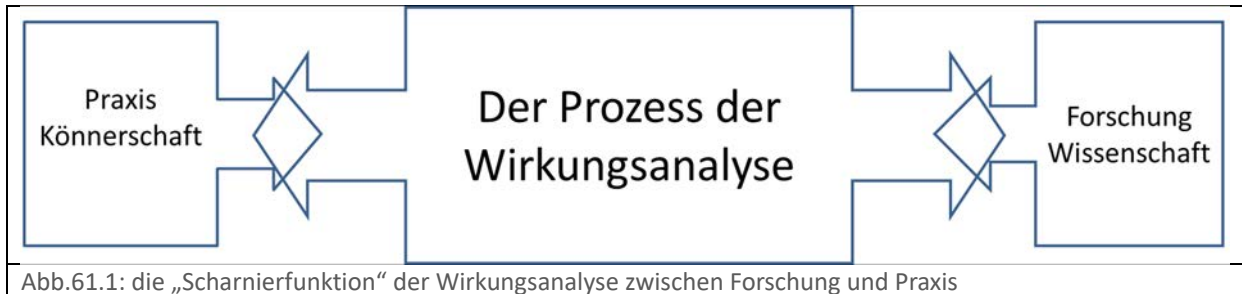 Praxis
Könnerschaft
Der Prozess der
Wirkungsanalyse
Forschung
Wissenschaft
Abb.61.1: die „Scharnierfunktion“ der Wirkungsanalyse zwischen Forschung und Praxis